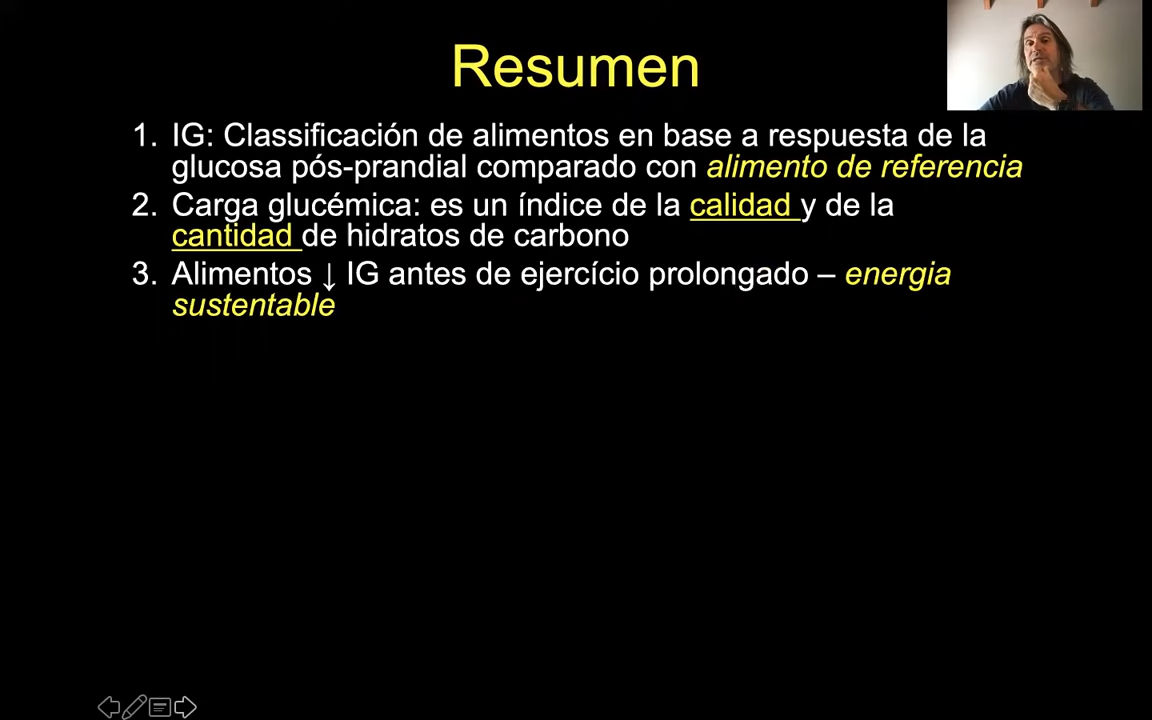 Resumen
1. IG: Classificación de alimentos en base a respuesta de la
glucosa pós-prandial comparado con alimento de referencia
2. Carga glucémica: es un índice de la calidad y de la
cantidad de hidratos de carbono
3. Alimentos ↓ IG antes de ejercício prolongado – energia
sustentable